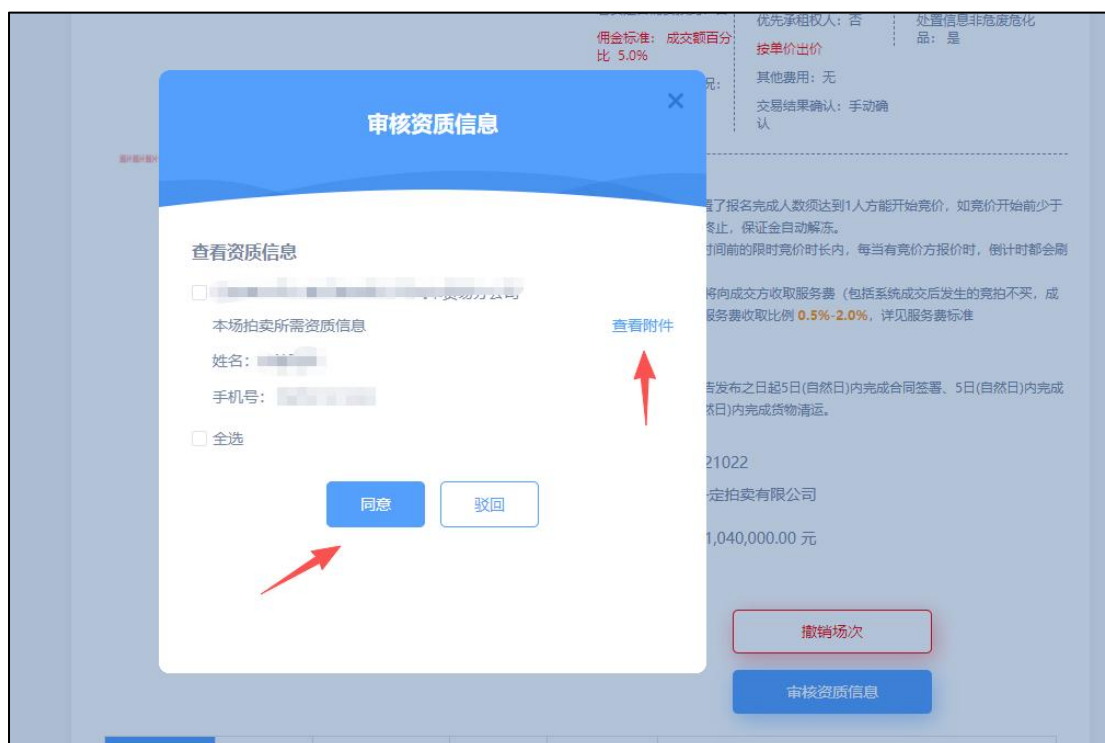 优先承租权人：否
处置信息非危废危化
品：是
佣金标准： 成交额百分
比 5.0%
按单价出价
其他费用：无
交易结果确认：手动确
认
况：
审核资质信息
查看资质信息
贸易分公司
本场拍卖所需资质信息
查看附件
姓名：
手机号：
全选
同意
驳回
置了报名完成人数须达到1人方能开始竞价，如竞价开始前少于
终止，保证金自动解冻。
时间前的限时竞价时长内，每当有竞价方报价时，倒计时都会刷
将向成交方收取服务费（包括系统成交后发生的竞拍不买，成
服务费收取比例 0.5%-2.0%，详见服务费标准
告发布之日起5日(自然日)内完成合同签署、5日(自然日)内完成
然日)内完成货物清运。
21022
定拍卖有限公司
1,040,000.00 元
撤销场次
审核资质信息